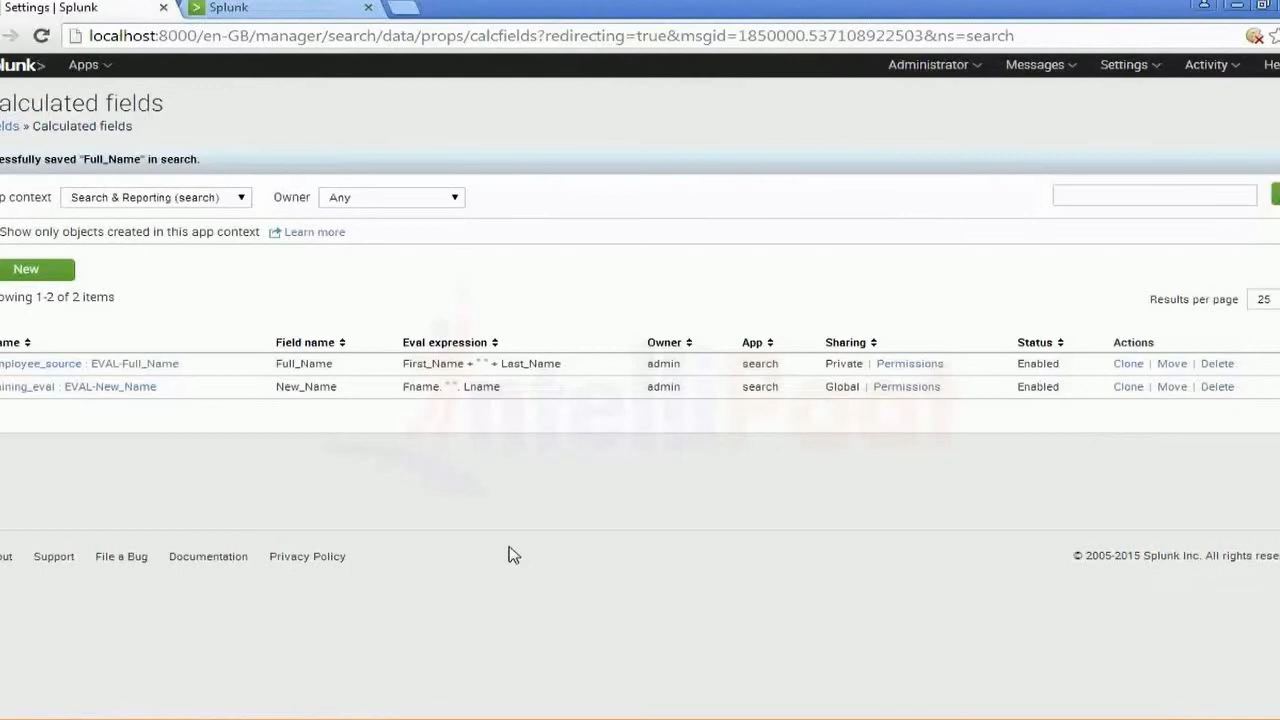 Settings | Splunk
Splunk
localhost:8000/en-GB/manager/search/data/props/calcfields?redirecting=true&msgid=1850000.537108922503&ns=search
lunk> Apps Administrator Messages Settings Activity He
alculated fields
elds » Calculated fields
essfully saved "Full_Name" in search.
p context Search & Reporting (search) Owner Any
Show only objects created in this app context Learn more
New
owing 1-2 of 2 items
Results per page 25
ame Field name Eval expression Owner App Sharing Status Actions
mployee_source : EVAL-Full_Name Full_Name First_Name + " " + Last_Name admin search Private | Permissions Enabled Clone | Move | Delete
ining_eval : EVAL-New_Name New_Name Fname. " ". Lname admin search Global | Permissions Enabled Clone | Move | Delete
out Support File a Bug Documentation Privacy Policy © 2005-2015 Splunk Inc. All rights rese